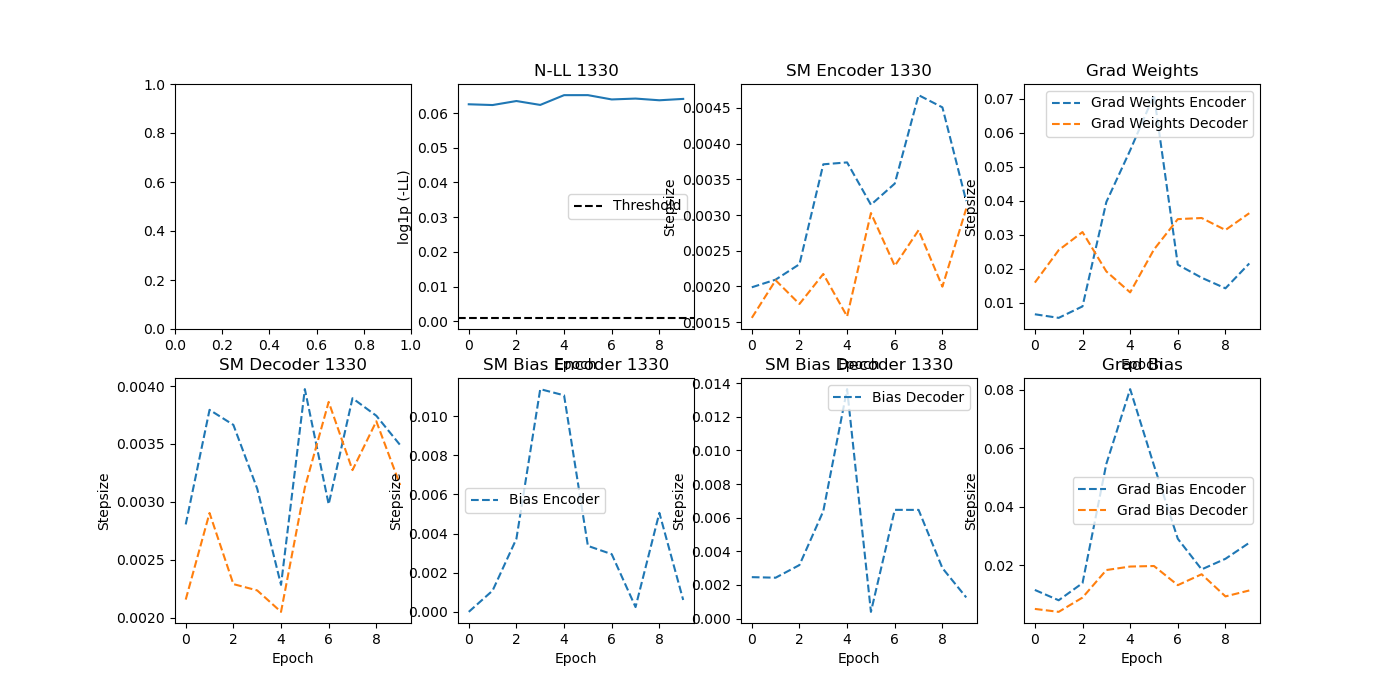 N-LL 1330
SM Encoder 1330
Grad Weights
1.0
0.8
0.6
0.4
0.2
0.0
0.0 0.2 0.4 0.6 0.8 1.0
log1p (-LL)
0.06
0.05
0.04
0.03
0.02
0.01
0.00
Threshold
0 2 4 6 8
Epoch
Stepsize
0.0045
0.0040
0.0035
0.0030
0.0025
0.0020
0.0015
0 2 4 6 8
Epoch
Stepsize
0.07
0.06
0.05
0.04
0.03
0.02
0.01
Grad Weights Encoder
Grad Weights Decoder
0 2 4 6 8
Epoch
SM Decoder 1330
SM Bias Encoder 1330
SM Bias Decoder 1330
Grad Bias
Stepsize
0.0040
0.0035
0.0030
0.0025
0.0020
0 2 4 6 8
Epoch
Stepsize
0.010
0.008
0.006
0.004
0.002
0.000
Bias Encoder
0 2 4 6 8
Epoch
Stepsize
0.014
0.012
0.010
0.008
0.006
0.004
0.002
0.000
Bias Decoder
0 2 4 6 8
Epoch
Stepsize
0.08
0.06
0.04
0.02
Grad Bias Encoder
Grad Bias Decoder
0 2 4 6 8
Epoch